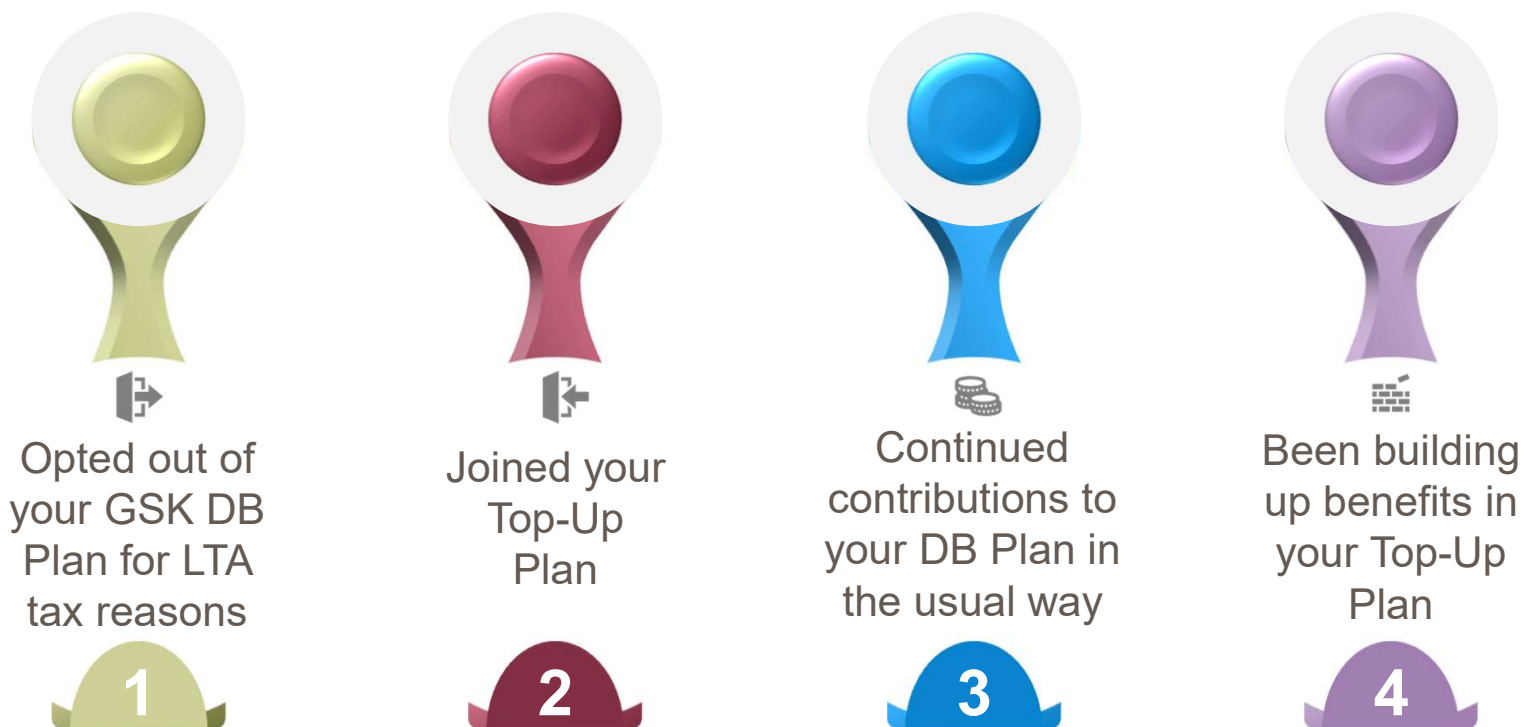 Opted out of
your GSK DB
Plan for LTA
tax reasons
1
Joined your
Top-Up
Plan
2
Continued
contributions to
your DB Plan in
the usual way
3
Been building
up benefits in
your Top-Up
Plan
4